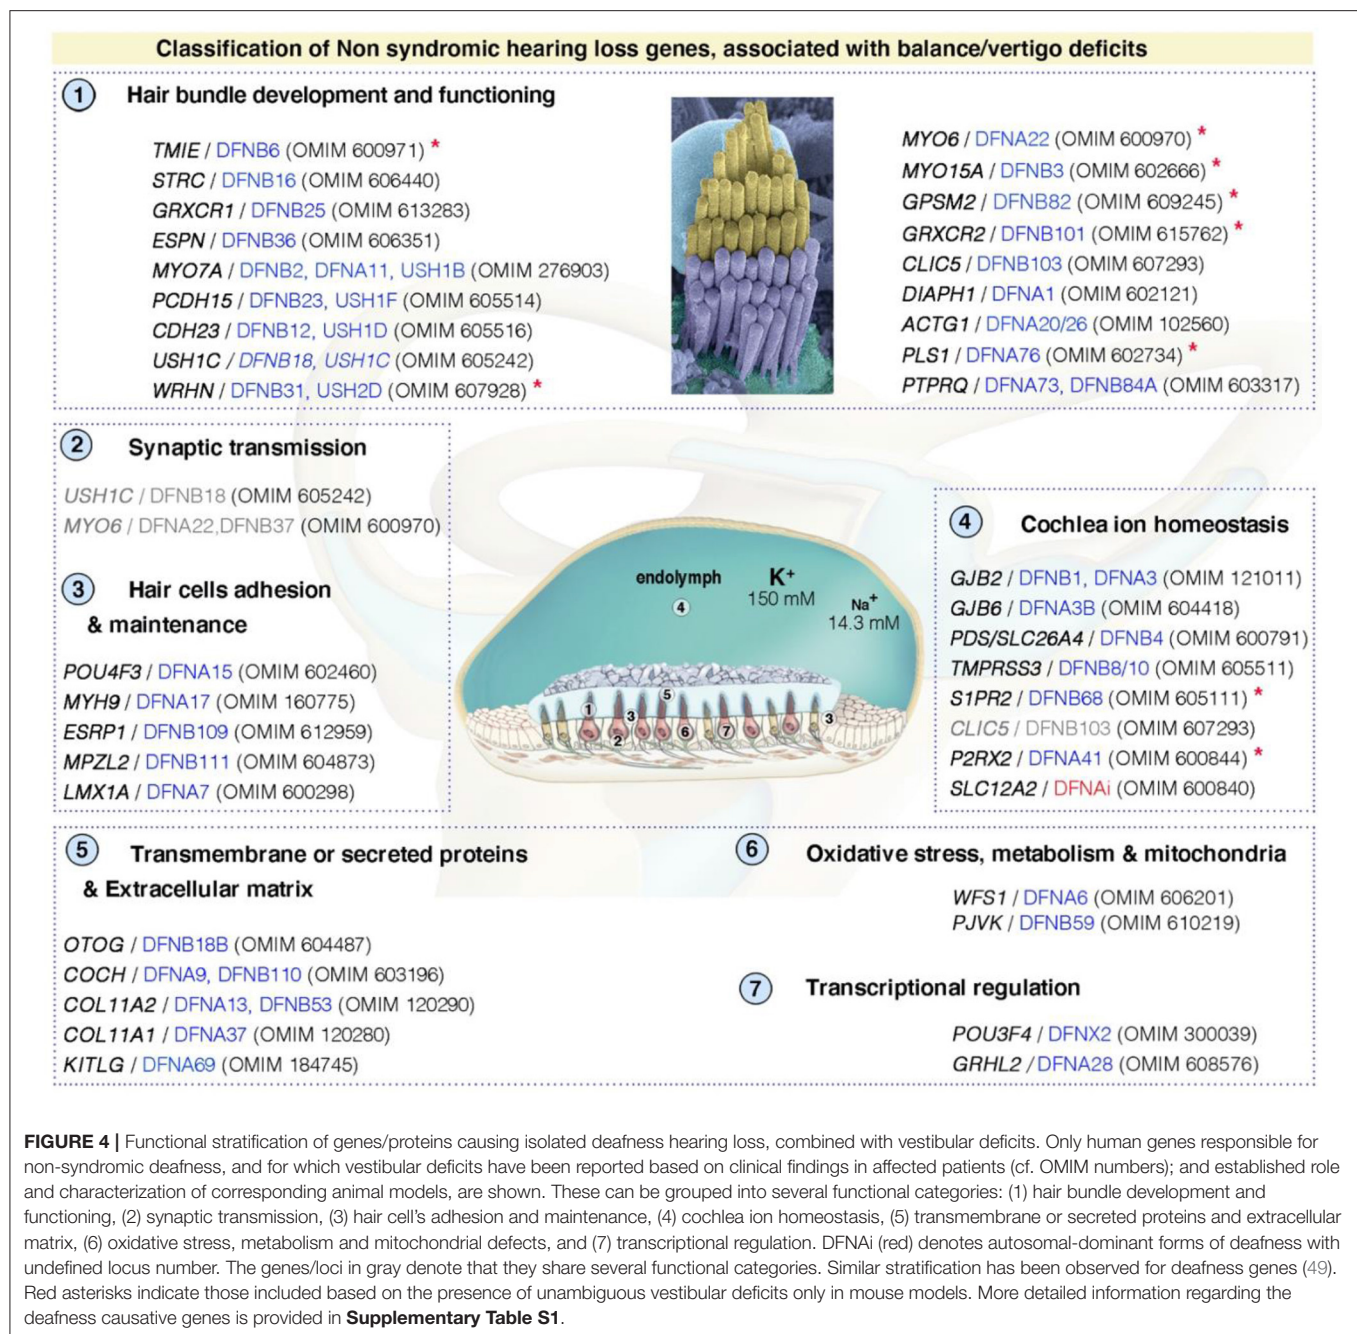 Classification of Non syndromic hearing loss genes, associated with balance/vertigo deficits
1
Hair bundle development and functioning
TMIE / DFNB6 (OMIM 600971) *
STRC / DFNB16 (OMIM 606440)
GRXCR1 / DFNB25 (OMIM 613283)
ESPN / DFNB36 (OMIM 606351)
MYO7A / DFNB2, DFNA11, USH1B (OMIM 276903)
PCDH15 / DFNB23, USH1F (OMIM 605514)
CDH23 / DFNB12, USH1D (OMIM 605516)
USH1C / DFNB18, USH1C (OMIM 605242)
WRHN / DFNB31, USH2D (OMIM 607928) *
MYO6 / DFNA22 (OMIM 600970) *
MYO15A / DFNB3 (OMIM 602666) *
GPSM2 / DFNB82 (OMIM 609245) *
GRXCR2 / DFNB101 (OMIM 615762) *
CLIC5 / DFNB103 (OMIM 607293)
DIAPH1 / DFNA1 (OMIM 602121)
ACTG1 / DFNA20/26 (OMIM 102560)
PLS1 / DFNA76 (OMIM 602734) *
PTPRQ / DFNA73, DFNB84A (OMIM 603317)
2
Synaptic transmission
USH1C / DFNB18 (OMIM 605242)
MYO6 / DFNA22,DFNB37 (OMIM 600970)
3
Hair cells adhesion
& maintenance
POU4F3 / DFNA15 (OMIM 602460)
MYH9 / DFNA17 (OMIM 160775)
ESRP1 / DFNB109 (OMIM 612959)
MPZL2 / DFNB111 (OMIM 604873)
LMX1A / DFNA7 (OMIM 600298)
endolymph
4
K+
150 mM
Na+
14.3 mM
5
1
3
2
6
7
3
4
Cochlea ion homeostasis
GJB2 / DFNB1, DFNA3 (OMIM 121011)
GJB6 / DFNA3B (OMIM 604418)
PDS/SLC26A4 / DFNB4 (OMIM 600791)
TMPRSS3 / DFNB8/10 (OMIM 605511)
S1PR2 / DFNB68 (OMIM 605111) *
CLIC5 / DFNB103 (OMIM 607293)
P2RX2 / DFNA41 (OMIM 600844) *
SLC12A2 / DFNAi (OMIM 600840)
5
Transmembrane or secreted proteins
& Extracellular matrix
OTOG / DFNB18B (OMIM 604487)
COCH / DFNA9, DFNB110 (OMIM 603196)
COL11A2 / DFNA13, DFNB53 (OMIM 120290)
COL11A1 / DFNA37 (OMIM 120280)
KITLG / DFNA69 (OMIM 184745)
6
Oxidative stress, metabolism & mitochondria
WFS1 / DFNA6 (OMIM 606201)
PJVK / DFNB59 (OMIM 610219)
7
Transcriptional regulation
POU3F4 / DFNX2 (OMIM 300039)
GRHL2 / DFNA28 (OMIM 608576)
FIGURE 4 | Functional stratification of genes/proteins causing isolated deafness hearing loss, combined with vestibular deficits. Only human genes responsible for
non-syndromic deafness, and for which vestibular deficits have been reported based on clinical findings in affected patients (cf. OMIM numbers); and established role
and characterization of corresponding animal models, are shown. These can be grouped into several functional categories: (1) hair bundle development and
functioning, (2) synaptic transmission, (3) hair cell's adhesion and maintenance, (4) cochlea ion homeostasis, (5) transmembrane or secreted proteins and extracellular
matrix, (6) oxidative stress, metabolism and mitochondrial defects, and (7) transcriptional regulation. DFNAi (red) denotes autosomal-dominant forms of deafness with
undefined locus number. The genes/loci in gray denote that they share several functional categories. Similar stratification has been observed for deafness genes (49).
Red asterisks indicate those included based on the presence of unambiguous vestibular deficits only in mouse models. More detailed information regarding the
deafness causative genes is provided in Supplementary Table S1.